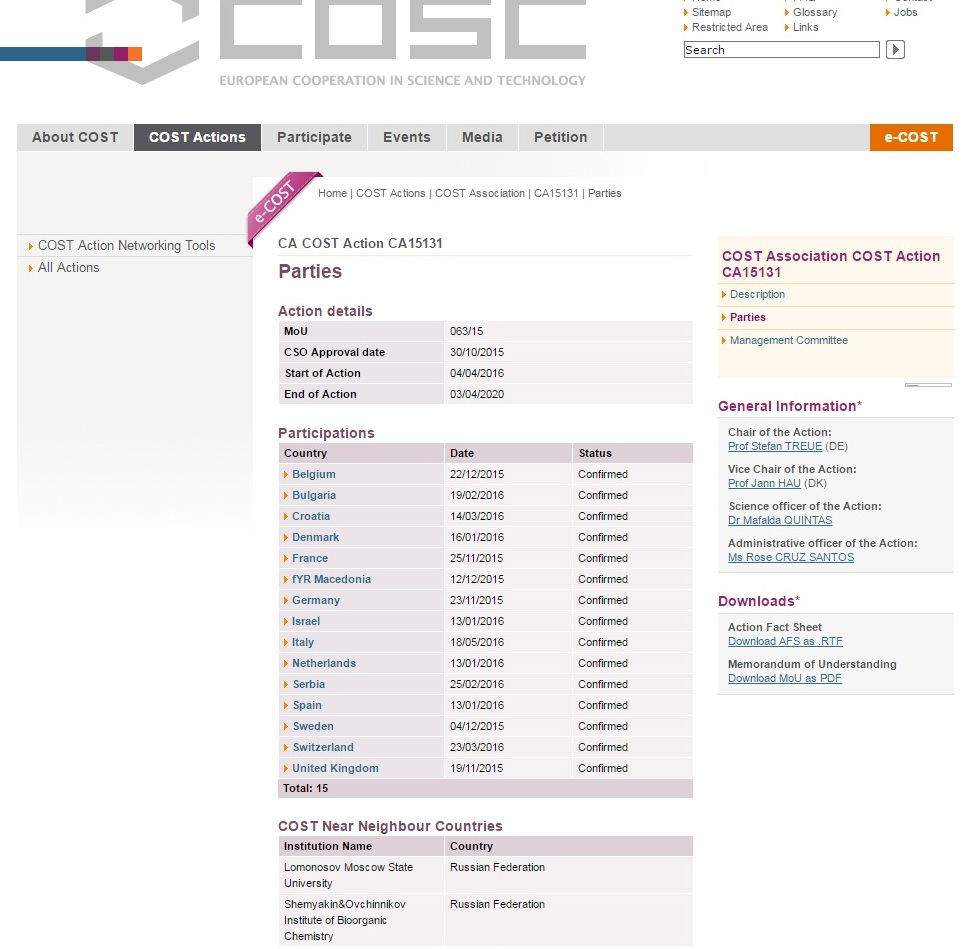 Sitemap
Glossary
Jobs
Restricted Area
Links
Search
EUROPEAN COOPERATION IN SCIENCE AND TECHNOLOGY
About COST
COST Actions
Participate
Events
Media
Petition
e-COST
e-COST
Home | COST Actions | COST Association | CA15131 | Parties
COST Action Networking Tools
All Actions
CA COST Action CA15131
Parties
Action details
MoU 063/15
CSO Approval date 30/10/2015
Start of Action 04/04/2016
End of Action 03/04/2020
Participations
Country Date Status
Belgium 22/12/2015 Confirmed
Bulgaria 19/02/2016 Confirmed
Croatia 14/03/2016 Confirmed
Denmark 16/01/2016 Confirmed
France 25/11/2015 Confirmed
fYR Macedonia 12/12/2015 Confirmed
Germany 23/11/2015 Confirmed
Israel 13/01/2016 Confirmed
Italy 18/05/2016 Confirmed
Netherlands 13/01/2016 Confirmed
Serbia 25/02/2016 Confirmed
Spain 13/01/2016 Confirmed
Sweden 04/12/2015 Confirmed
Switzerland 23/03/2016 Confirmed
United Kingdom 19/11/2015 Confirmed
Total: 15
COST Near Neighbour Countries
Institution Name Country
Lomonosov Moscow State Russian Federation
University
Shemyakin&Ovchinnikov Russian Federation
Institute of Bioorganic
Chemistry
COST Association COST Action
CA15131
Description
Parties
Management Committee
General Information*
Chair of the Action:
Prof Stefan TREUE (DE)
Vice Chair of the Action:
Prof Jann HAU (DK)
Science officer of the Action:
Dr Mafalda QUINTAS
Administrative officer of the Action:
Ms Rose CRUZ SANTOS
Downloads*
Action Fact Sheet
Download AFS as .RTF
Memorandum of Understanding
Download MoU as PDF